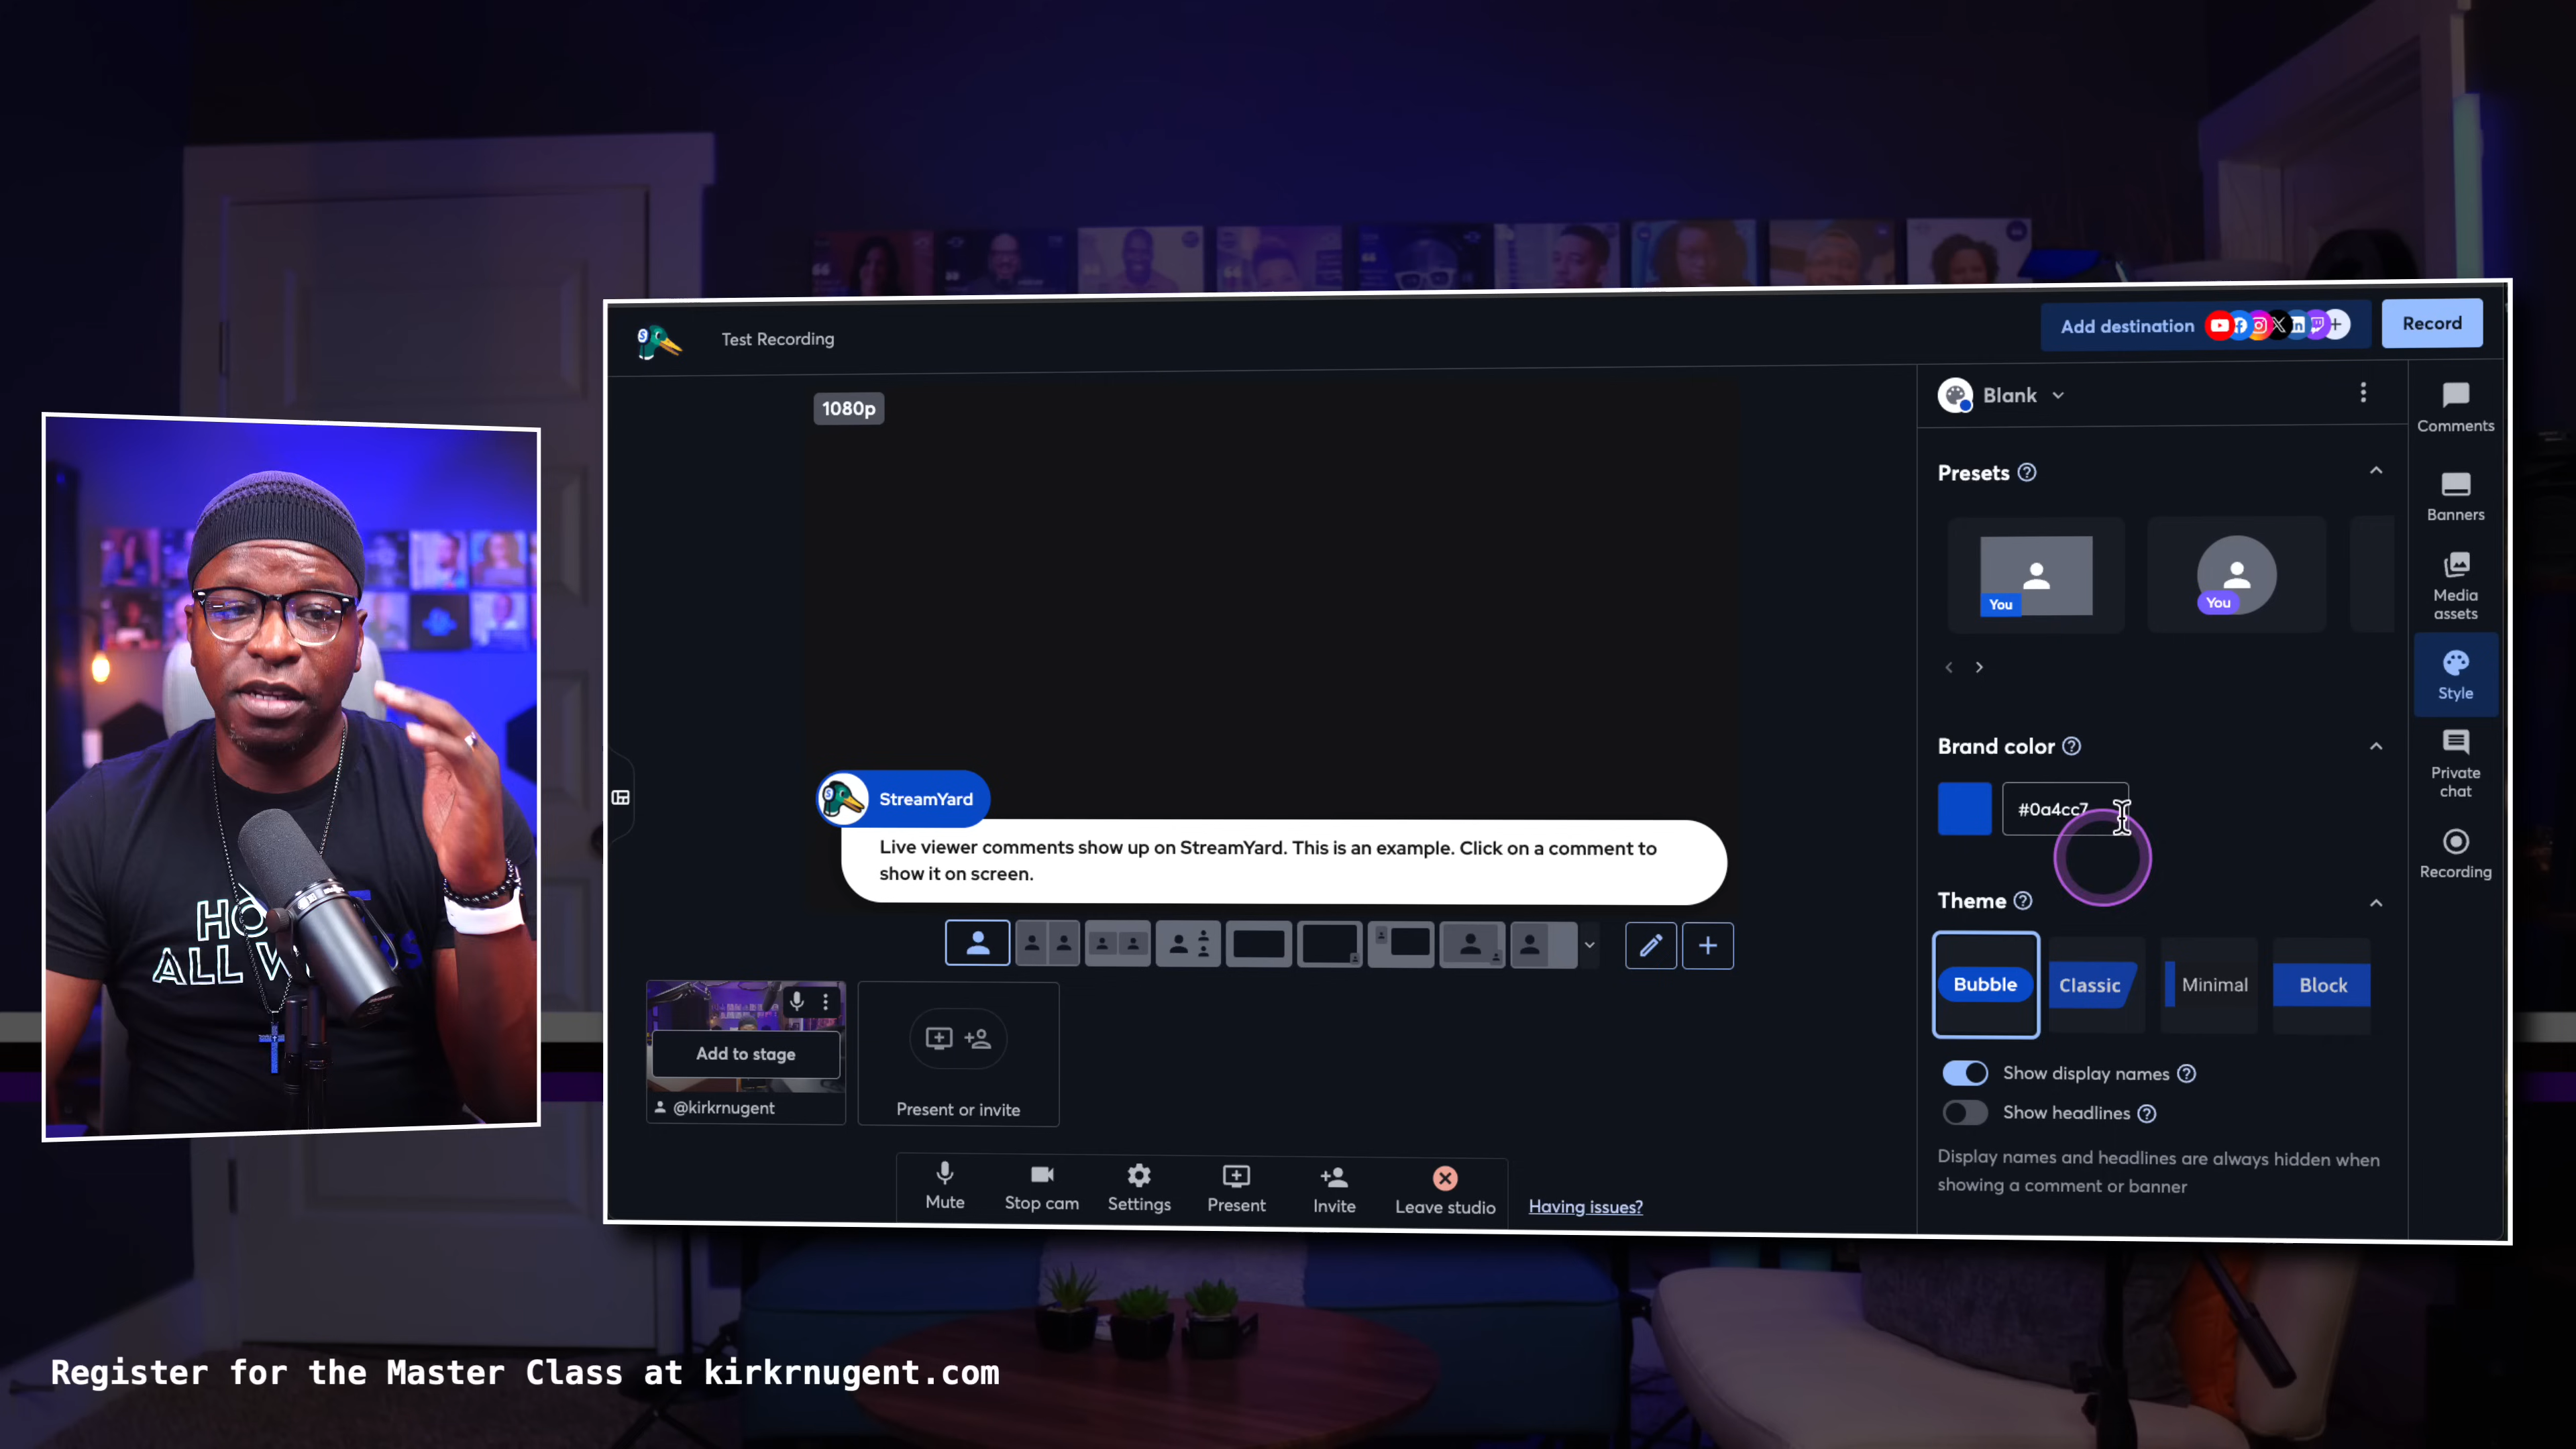 Test Recording
Add destination
Record
1080p
Blank
Comments
Presets
Banners
You
You
Media
assets
Style
Brand color
Private
chat
#0a4cc7
StreamYard
Live viewer comments show up on StreamYard. This is an example. Click on a comment to
show it on screen.
Recording
Theme
Bubble
Classic
Minimal
Block
Add to stage
@kirkrnugent
Present or invite
Show display names
Show headlines
Display names and headlines are always hidden when
showing a comment or banner
Mute
Stop cam
Settings
Present
Invite
Leave studio
Having issues?
Register for the Master Class at kirkrnugent.com